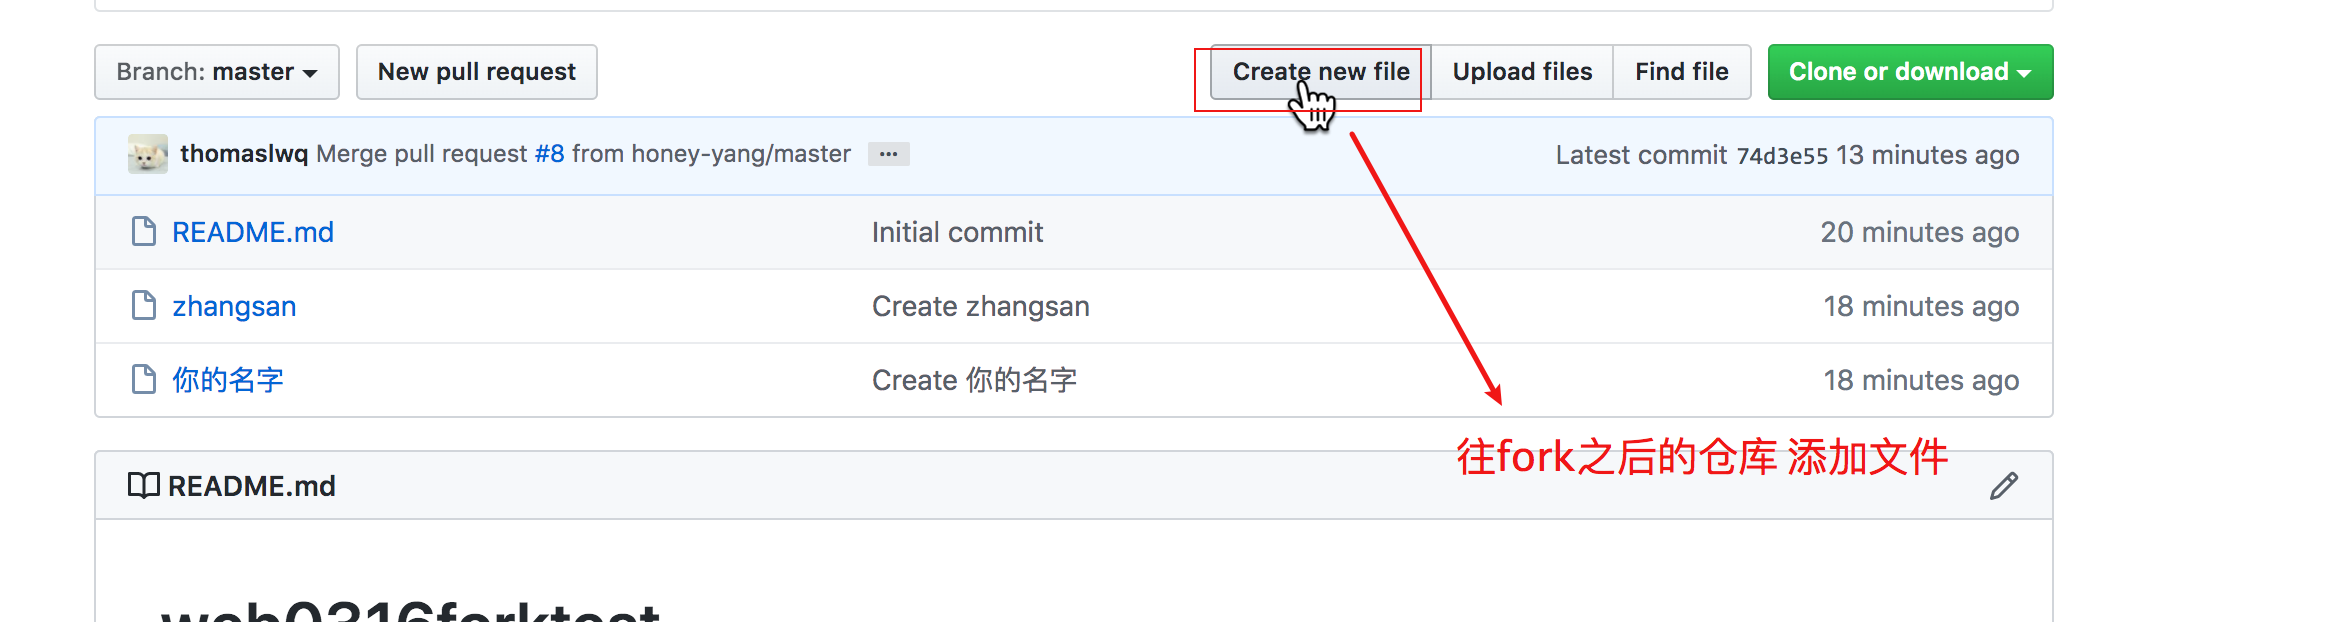 Branch: master New pull request Create new file Upload files Find file Clone or download
thomaslwq Merge pull request #8 from honey-yang/master ... Latest commit 74d3e55 13 minutes ago
README.md Initial commit 20 minutes ago
zhangsan Create zhangsan 18 minutes ago
你的名字 Create 你的名字 18 minutes ago
往fork之后的仓库 添加文件
README.md
web0316forktest